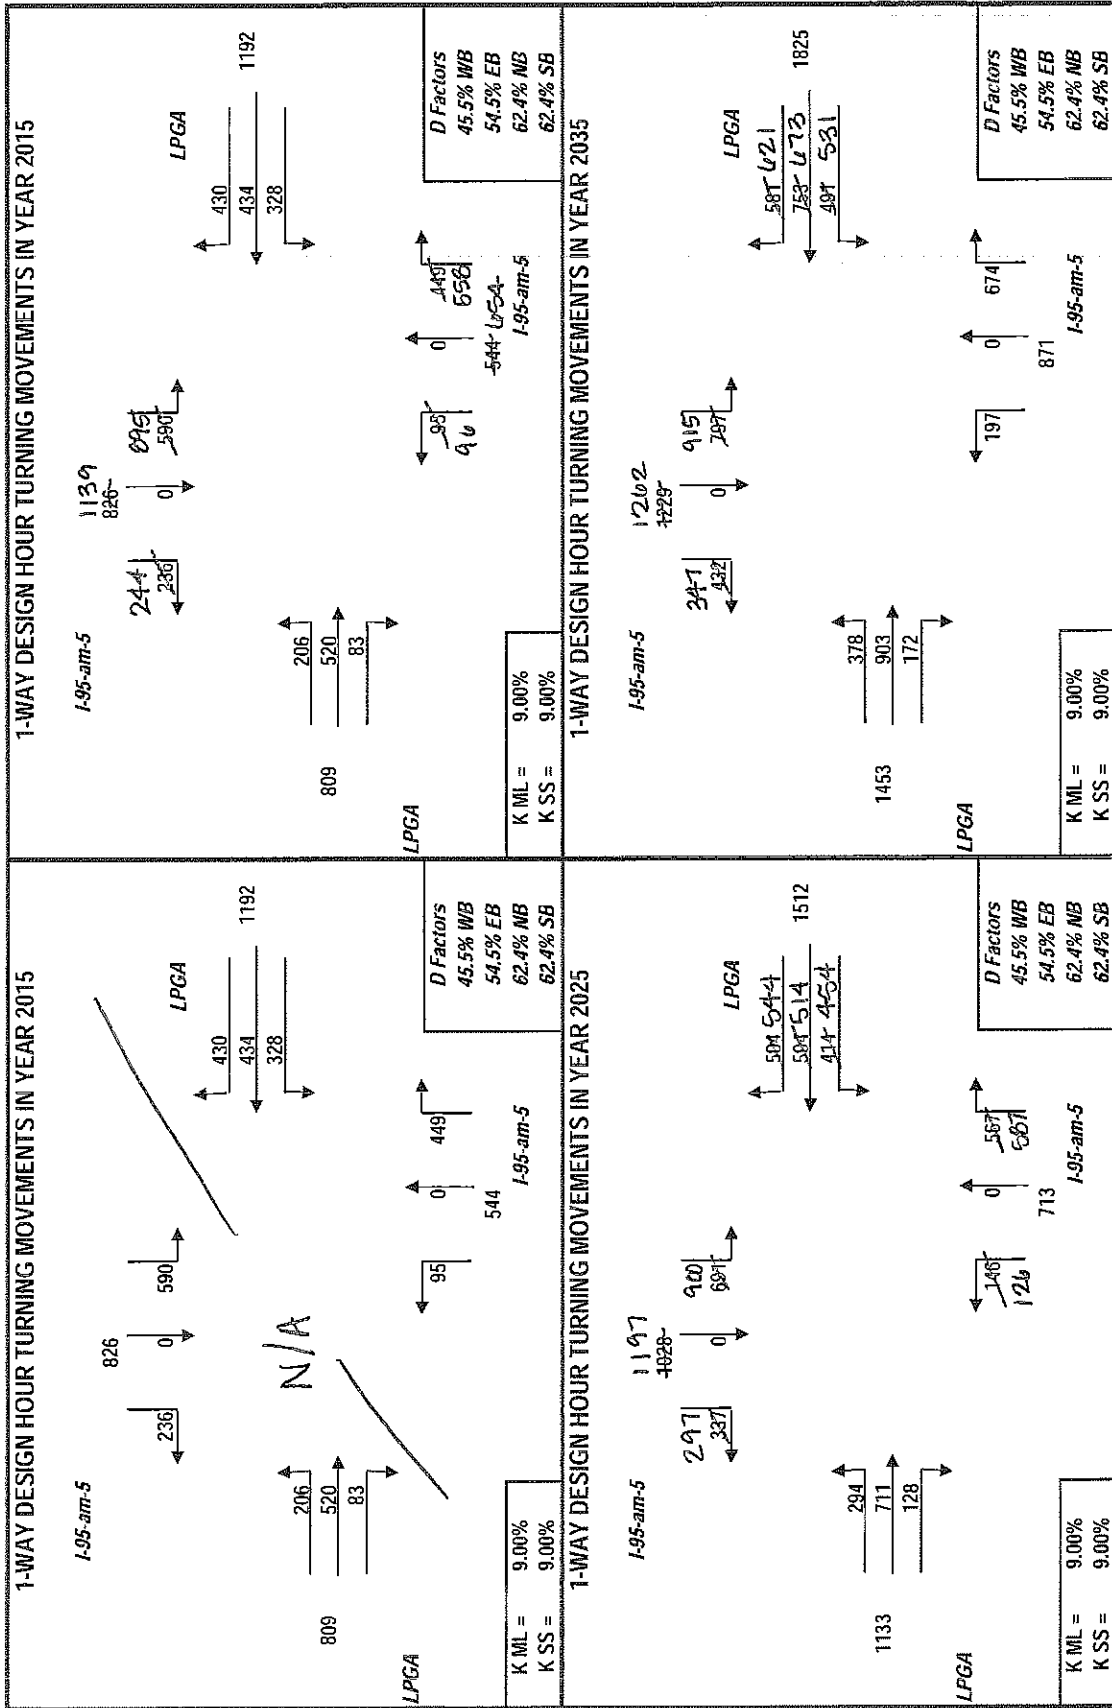 1-WAY DESIGN HOUR TURNING MOVEMENTS IN YEAR 2015
I-95-am-5
826
236 0 590
N/A
LPGA
430
434 1192
328
809
206
520
83
LPGA
95 0 449
544
I-95-am-5
K ML = 9.00%
K SS = 9.00%
D Factors
45.5% WB
54.5% EB
62.4% NB
62.4% SB
1-WAY DESIGN HOUR TURNING MOVEMENTS IN YEAR 2015
I-95-am-5
1139
826
244 895
236 0 590
LPGA
430
434 1192
328
809
206
520
83
LPGA
95 0 449
96 558
544 654
I-95-am-5
K ML = 9.00%
K SS = 9.00%
D Factors
45.5% WB
54.5% EB
62.4% NB
62.4% SB
1-WAY DESIGN HOUR TURNING MOVEMENTS IN YEAR 2025
I-95-am-5
1197
1028
297 900
337 0 691
LPGA
504 544
594 514
414 454
1512
1133
294
711
128
LPGA
146 0 567
126 587
713
I-95-am-5
K ML = 9.00%
K SS = 9.00%
D Factors
45.5% WB
54.5% EB
62.4% NB
62.4% SB
1-WAY DESIGN HOUR TURNING MOVEMENTS IN YEAR 2035
I-95-am-5
1262
1229
347 915
432 0 797
LPGA
581 621
753 673
491 531
1825
1453
378
903
172
LPGA
197 0 674
871
I-95-am-5
K ML = 9.00%
K SS = 9.00%
D Factors
45.5% WB
54.5% EB
62.4% NB
62.4% SB